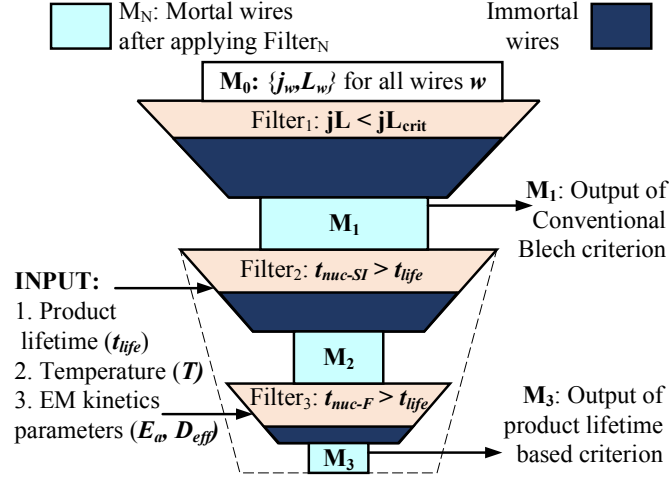 M_N: Mortal wires
after applying Filter_N
Immortal
wires
M_0: {j_w,L_w} for all wires w
Filter_1: jL < jL_crit
M_1
M_1: Output of
Conventional
Blech criterion
Filter_2: t_nuc-SI > t_life
INPUT:
1. Product
lifetime (t_life)
2. Temperature (T)
3. EM kinetics
parameters (E_a, D_eff)
M_2
Filter_3: t_nuc-F > t_life
M_3
M_3: Output of
product lifetime
based criterion